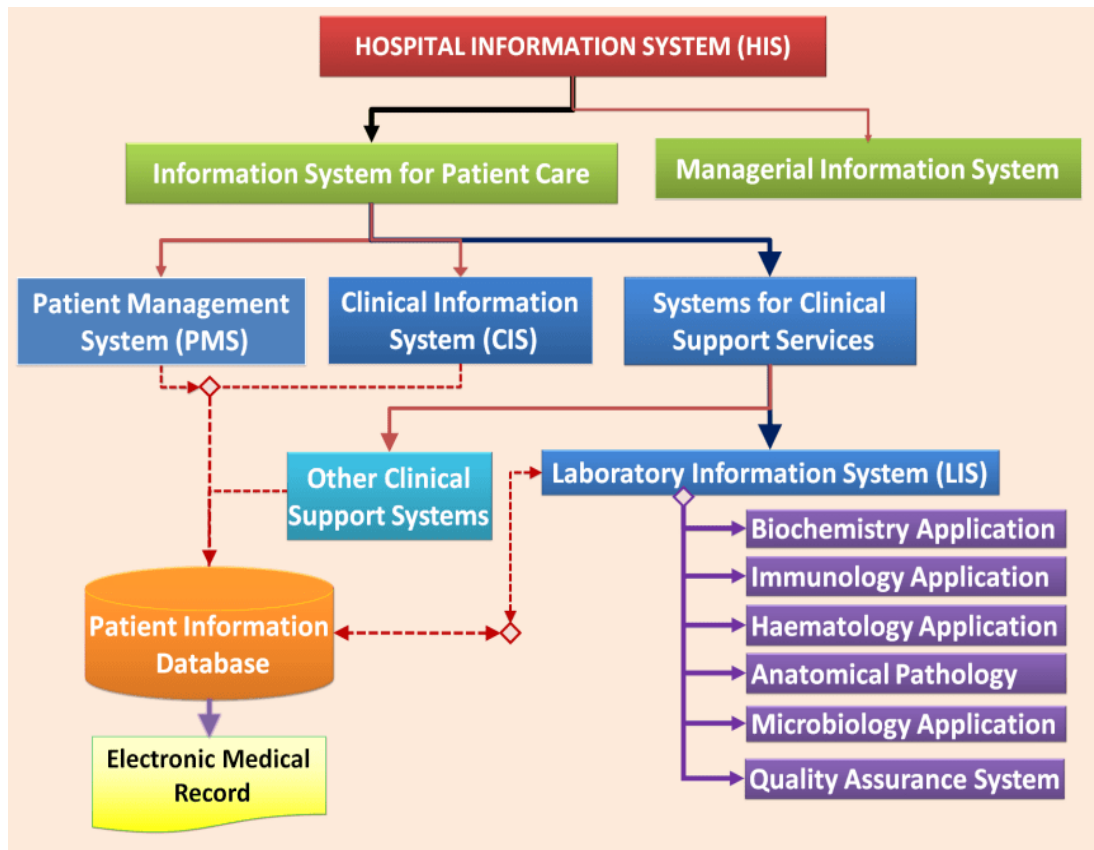 HOSPITAL INFORMATION SYSTEM (HIS)
Information System for Patient Care
Managerial Information System
Patient Management
System (PMS)
Clinical Information
System (CIS)
Systems for Clinical
Support Services
Other Clinical
Support Systems
Laboratory Information System (LIS)
Biochemistry Application
Immunology Application
Haematology Application
Anatomical Pathology
Microbiology Application
Quality Assurance System
Patient Information
Database
Electronic Medical
Record